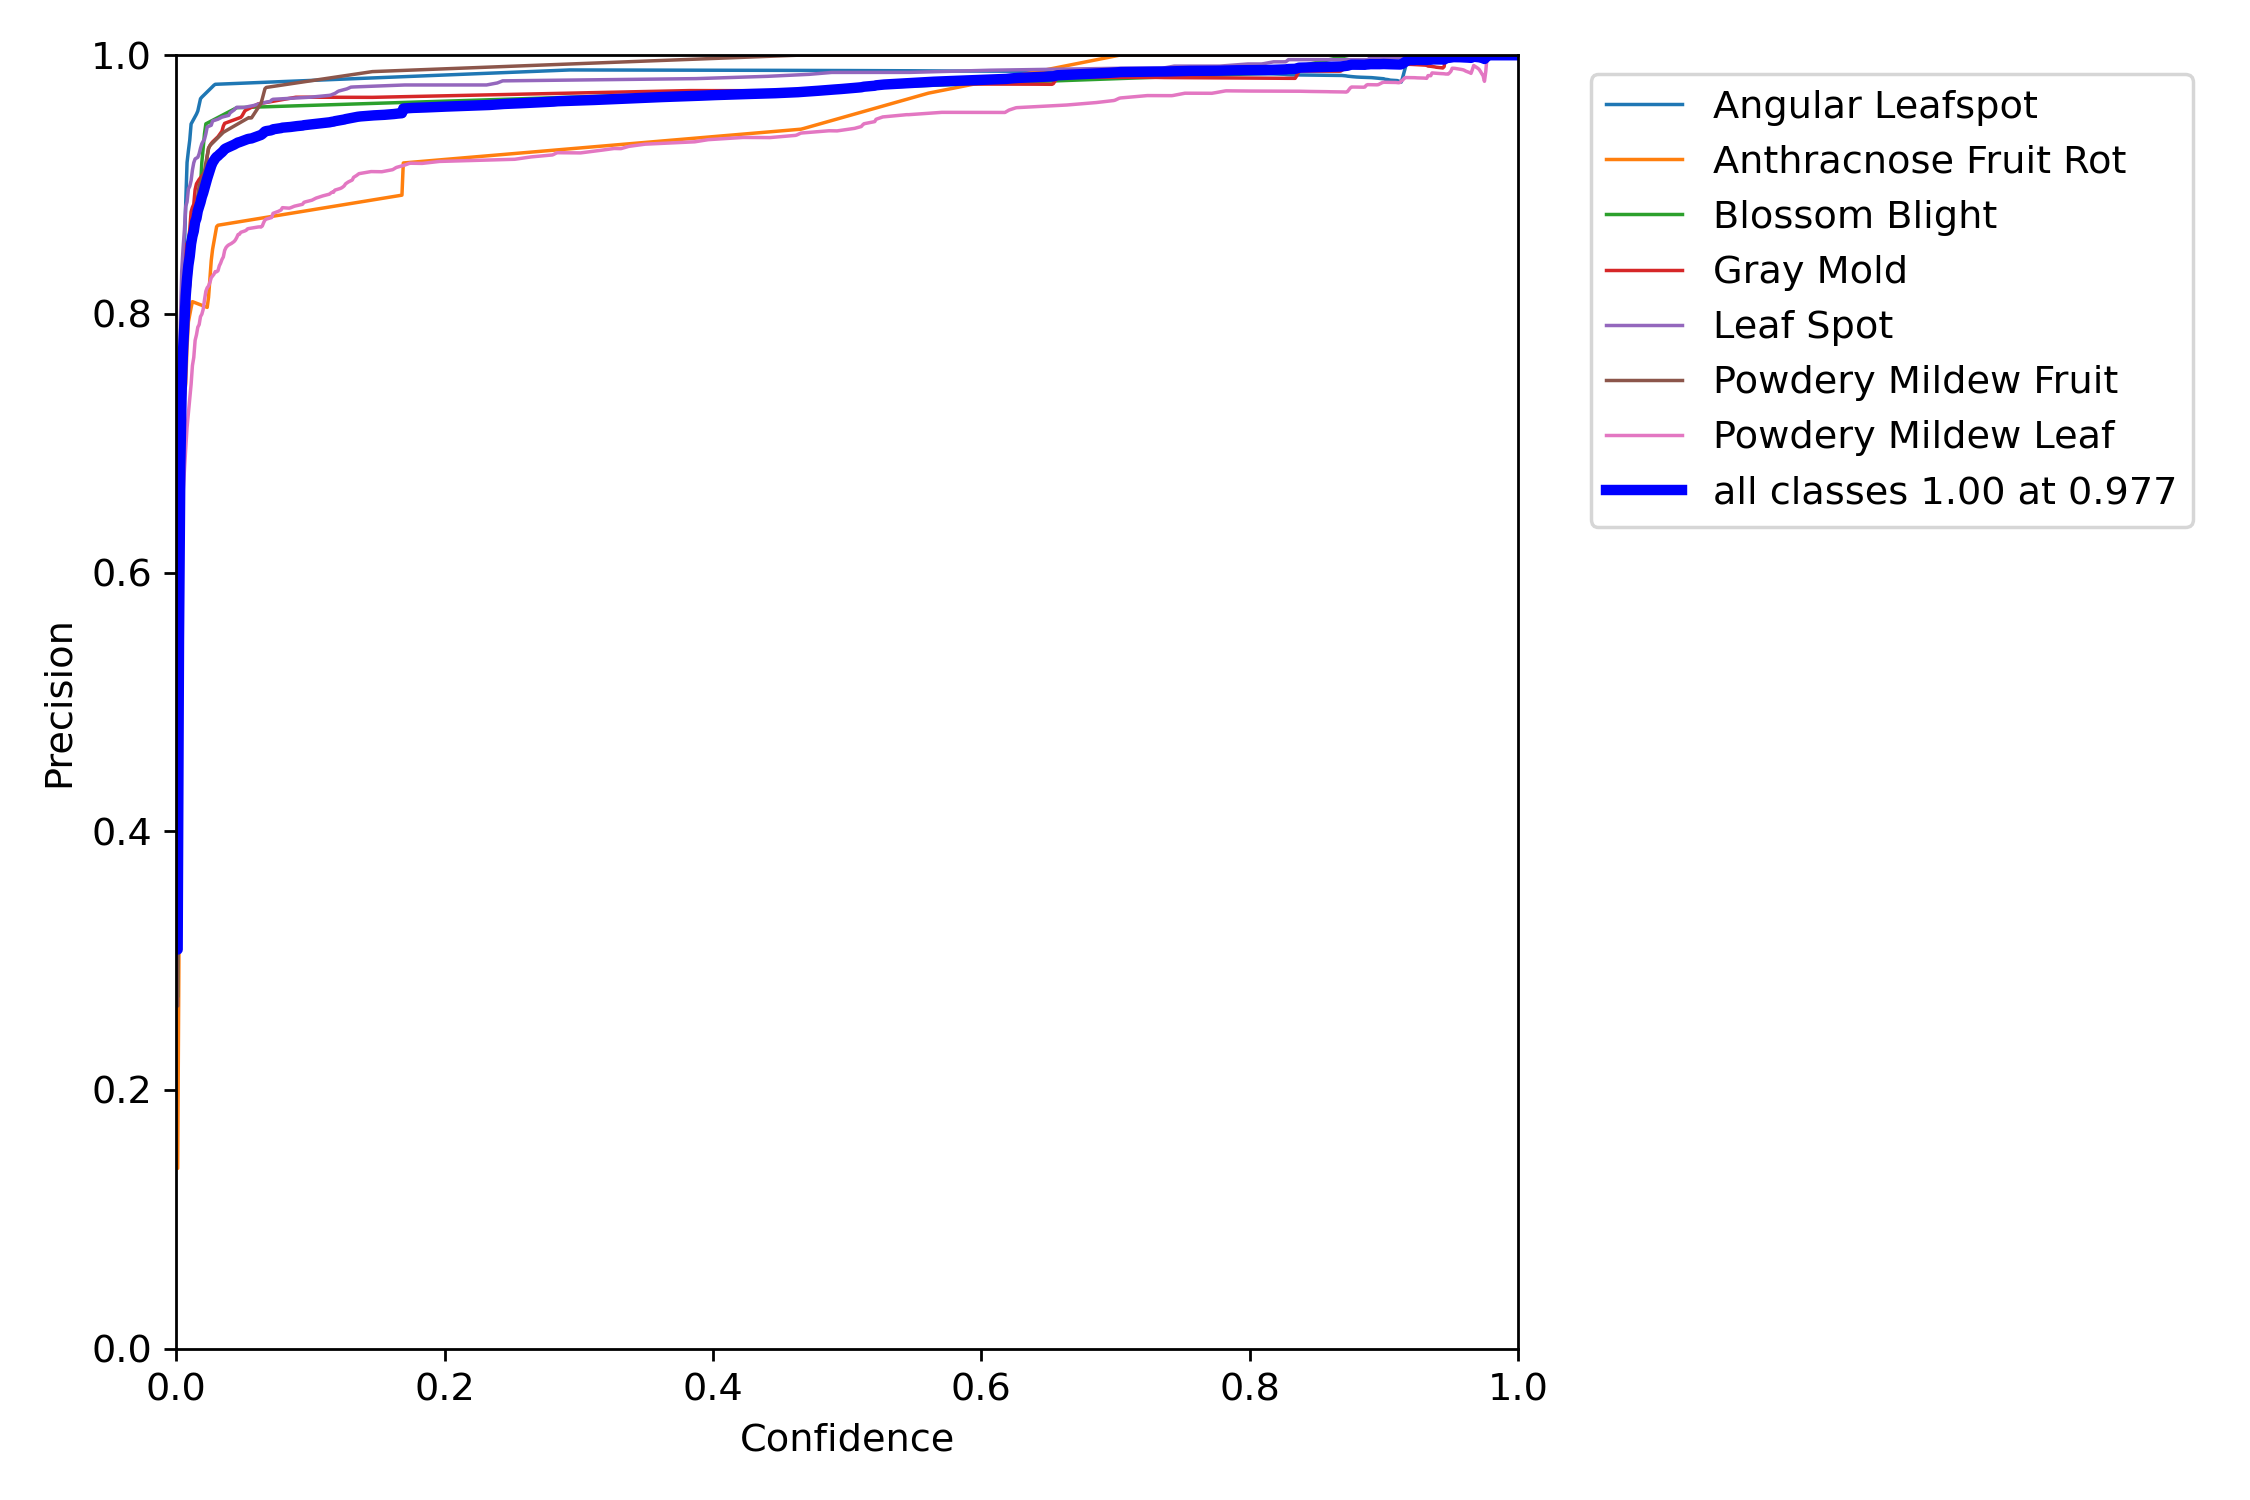 1.0
0.8
0.6
0.4
0.2
0.0
Precision
0.0 0.2 0.4 0.6 0.8 1.0
Confidence
Angular Leafspot
Anthracnose Fruit Rot
Blossom Blight
Gray Mold
Leaf Spot
Powdery Mildew Fruit
Powdery Mildew Leaf
all classes 1.00 at 0.977